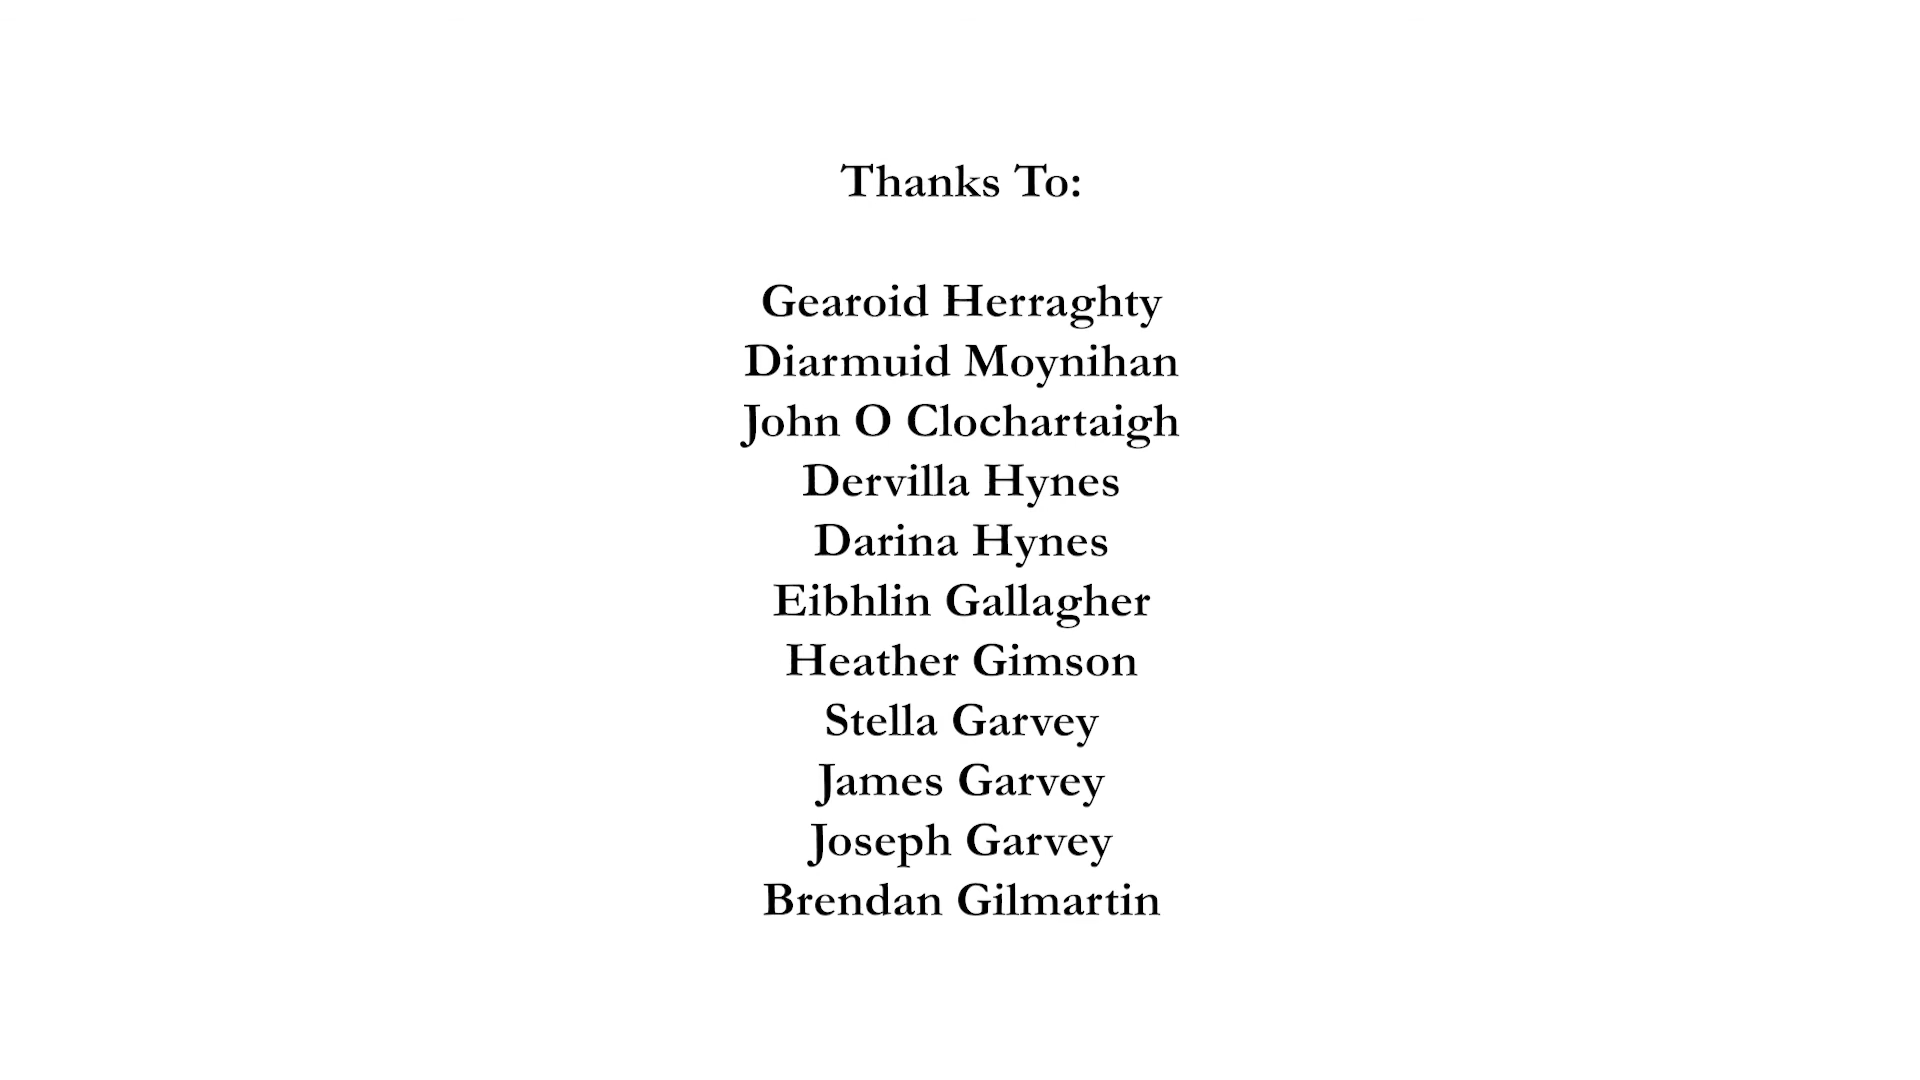 Thanks To:
Gearoid Herraghty
Diarmuid Moynihan
John O Clochartaigh
Dervilla Hynes
Darina Hynes
Eibhlin Gallagher
Heather Gimson
Stella Garvey
James Garvey
Joseph Garvey
Brendan Gilmartin